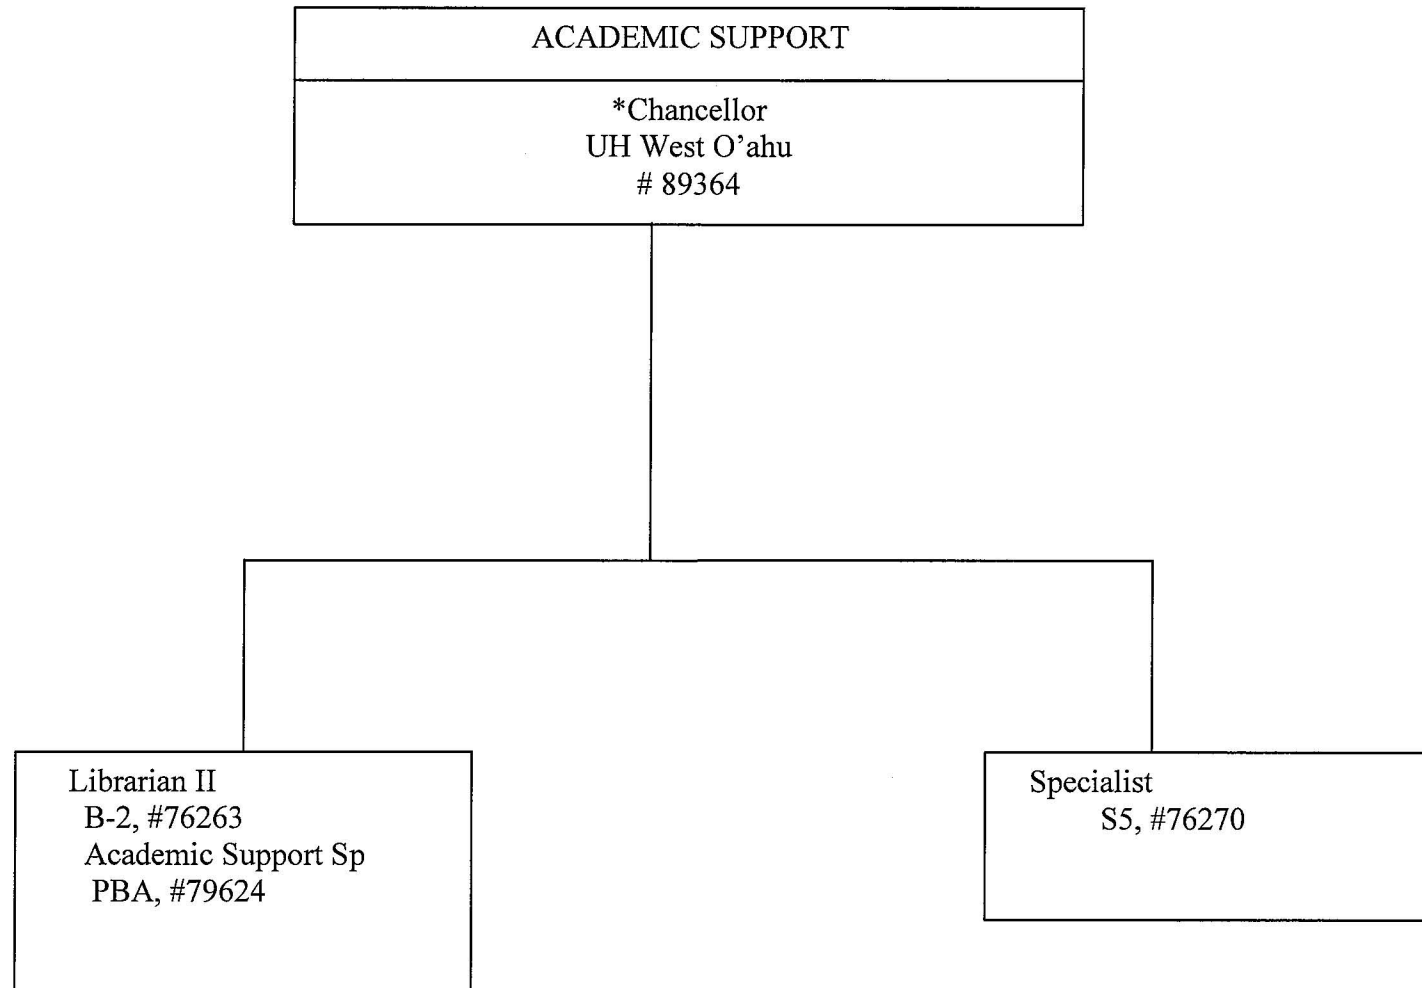 ACADEMIC SUPPORT
*Chancellor
UH West O’ahu
# 89364
Librarian II
B-2, #76263
Academic Support Sp
PBA, #79624
Specialist
S5, #76270